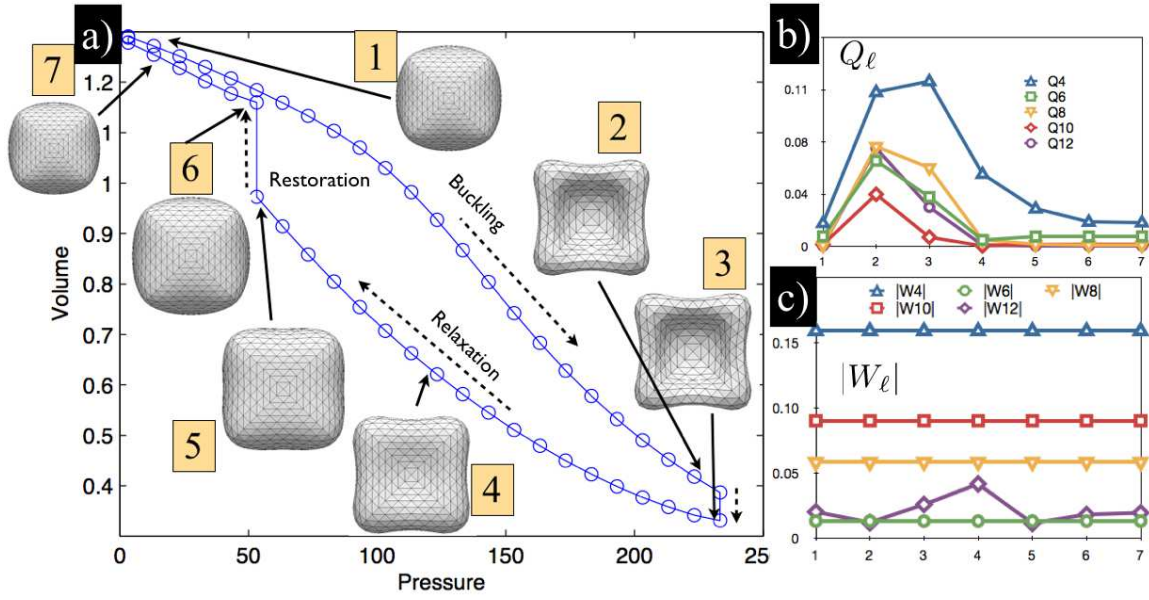 a)
7
1
2
3
6
5
4
Restoration
Buckling
Relaxation
Volume
1.2
1.1
1
0.9
0.8
0.7
0.6
0.5
0.4
0
50
100
150
200
25
Pressure
b)
Qℓ
Q4
Q6
Q8
Q10
Q12
0.11
0.08
0.04
0
1 2 3 4 5 6 7
c)
|W4| |W6| |W8|
|W10| |W12|
|Wℓ|
0.15
0.10
0.05
0
1 2 3 4 5 6 7